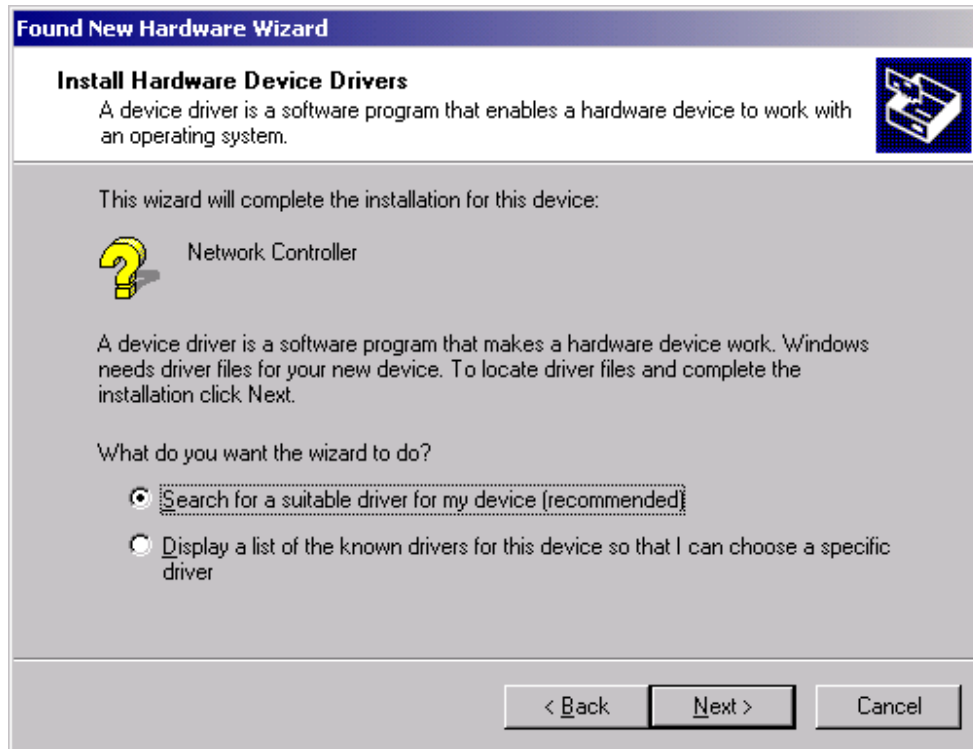 Found New Hardware Wizard
Install Hardware Device Drivers
A device driver is a software program that enables a hardware device to work with
an operating system.
This wizard will complete the installation for this device:
Network Controller
A device driver is a software program that makes a hardware device work. Windows
needs driver files for your new device. To locate driver files and complete the
installation click Next.
What do you want the wizard to do?
Search for a suitable driver for my device (recommended)
Display a list of the known drivers for this device so that I can choose a specific
driver
< Back Next > Cancel